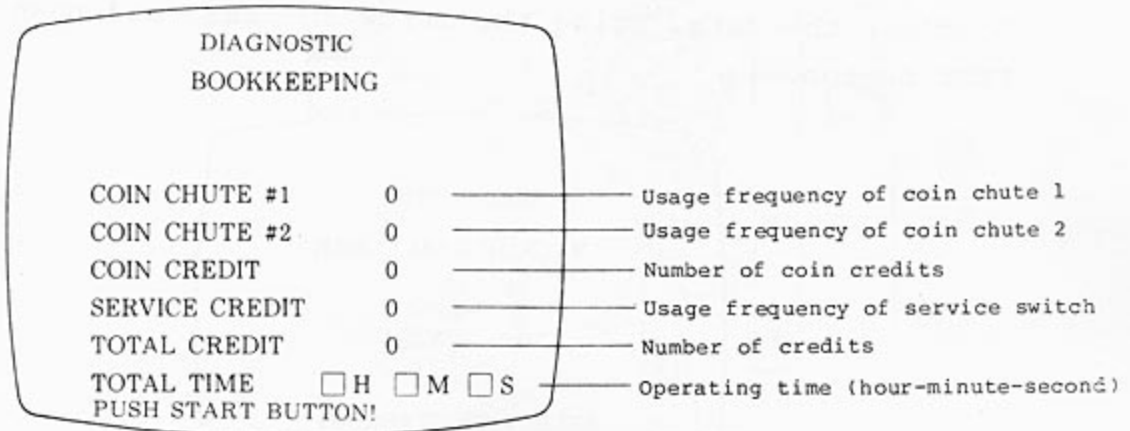 DIAGNOSTIC
BOOKKEEPING
COIN CHUTE #1 0 Usage frequency of coin chute 1
COIN CHUTE #2 0 Usage frequency of coin chute 2
COIN CREDIT 0 Number of coin credits
SERVICE CREDIT 0 Usage frequency of service switch
TOTAL CREDIT 0 Number of credits
TOTAL TIME □ H □ M □ S Operating time (hour-minute-second)
PUSH START BUTTON!